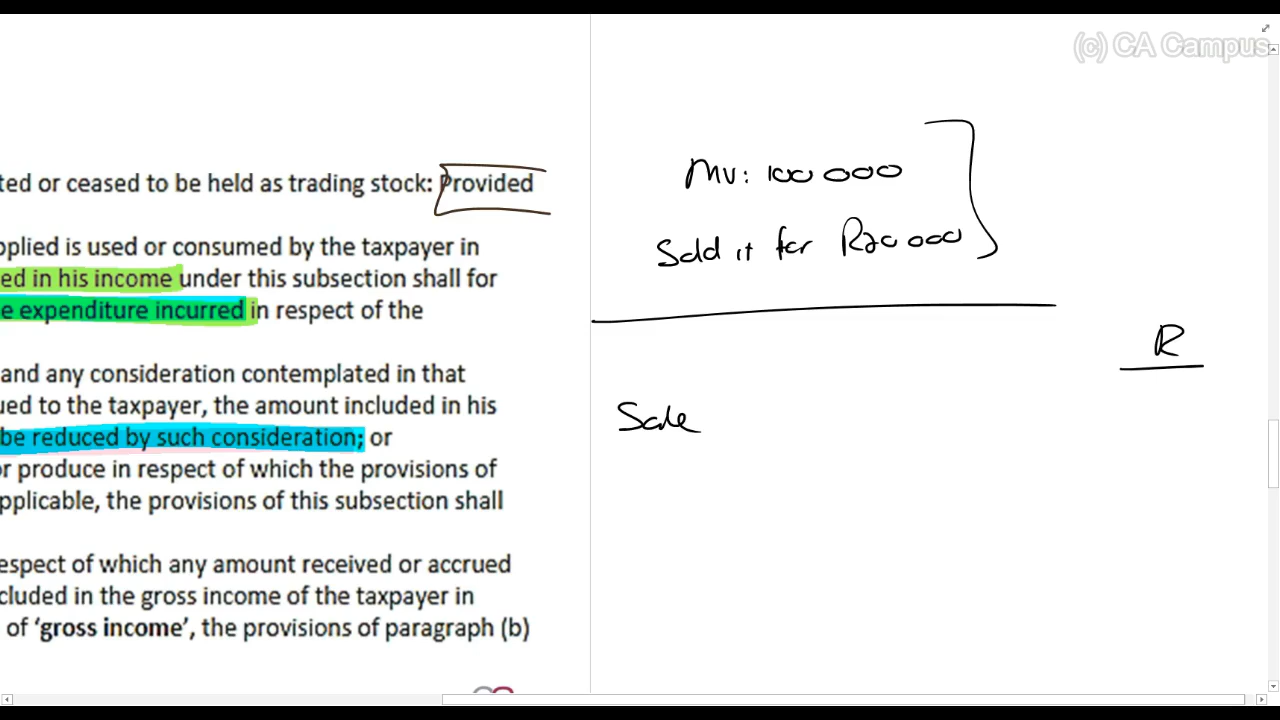 (c) CA Campus
ted or ceased to be held as trading stock: Provided
pplied is used or consumed by the taxpayer in
ed in his income under this subsection shall for
e expenditure incurred in respect of the
and any consideration contemplated in that
ued to the taxpayer, the amount included in his
be reduced by such consideration; or
or produce in respect of which the provisions of
pplicable, the provisions of this subsection shall
espect of which any amount received or accrued
cluded in the gross income of the taxpayer in
of ‘gross income’, the provisions of paragraph (b)
MV: 100 000
Sold it for R20 000
R
Sale